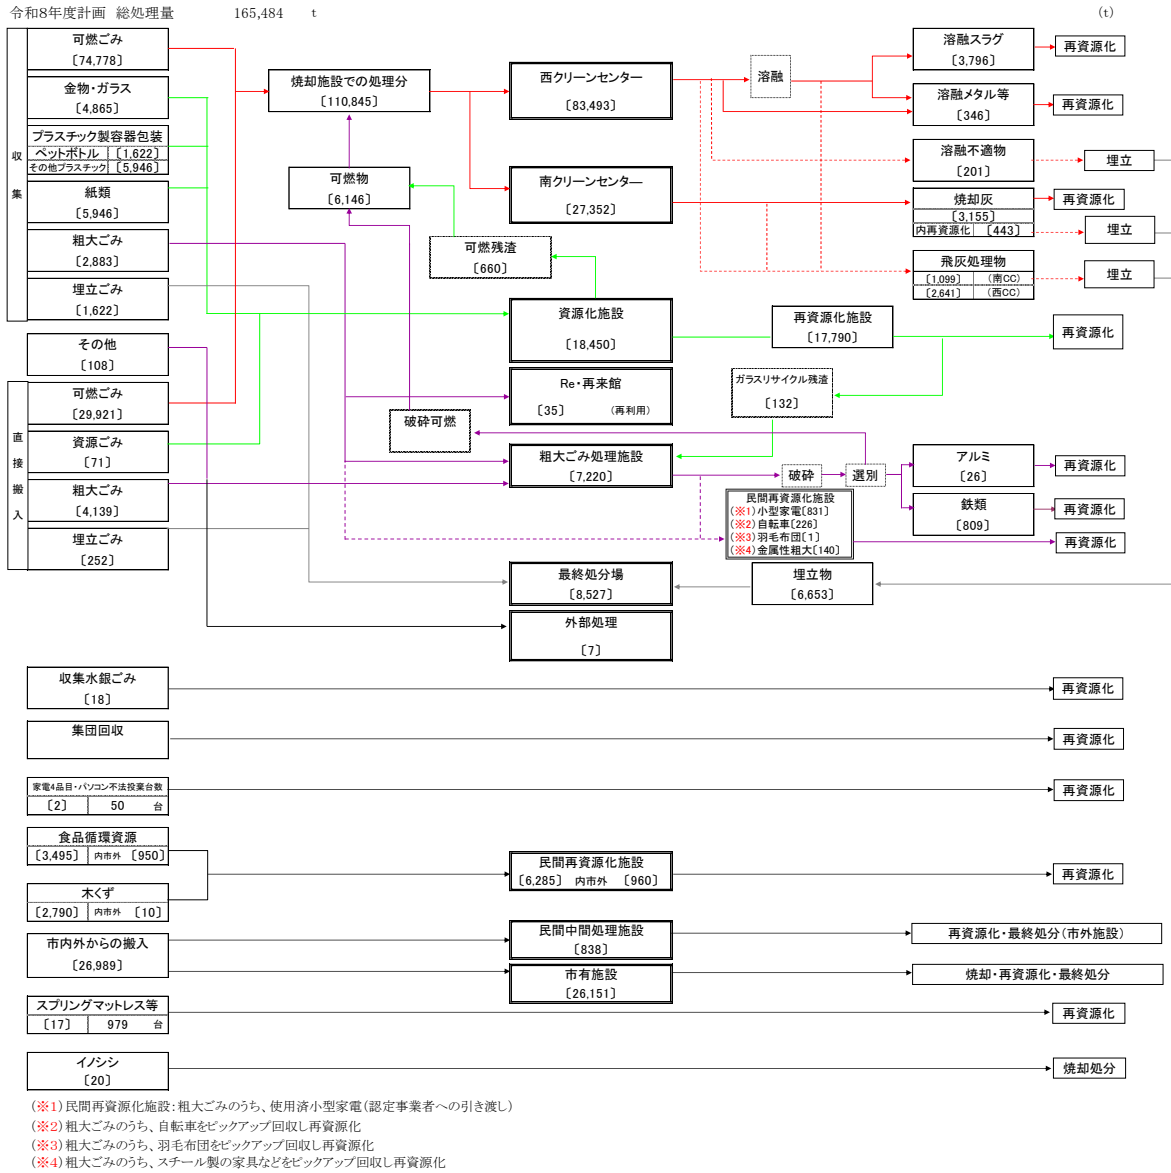 令和8年度計画 総処理量 165,484 t (t)
収集
可燃ごみ
〔74,778〕
金物・ガラス
〔4,865〕
プラスチック製容器包装
ペットボトル 〔1,622〕
その他プラスチック 〔5,946〕
紙類
〔5,946〕
粗大ごみ
〔2,883〕
埋立ごみ
〔1,622〕
その他
〔108〕
直接搬入
可燃ごみ
〔29,921〕
資源ごみ
〔71〕
粗大ごみ
〔4,139〕
埋立ごみ
〔252〕
焼却施設での処理分
〔110,845〕
可燃物
〔6,146〕
可燃残渣
〔660〕
破砕可燃
西クリーンセンター
〔83,493〕
南クリーンセンター
〔27,352〕
資源化施設
〔18,450〕
Re・再来館
〔35〕 (再利用)
粗大ごみ処理施設
〔7,220〕
最終処分場
〔8,527〕
外部処理
〔7〕
溶融
再資源化施設
〔17,790〕
ガラスリサイクル残渣
〔132〕
破砕
選別
民間再資源化施設
(※1)小型家電〔831〕
(※2)自転車〔226〕
(※3)羽毛布団〔1〕
(※4)金属性粗大〔140〕
埋立物
〔6,653〕
溶融スラグ
〔3,796〕
再資源化
溶融メタル等
〔346〕
再資源化
溶融不適物
〔201〕
埋立
焼却灰
〔3,155〕
内再資源化 〔443〕
再資源化
埋立
飛灰処理物
〔1,099〕 (南CC)
〔2,641〕 (西CC)
埋立
再資源化
アルミ
〔26〕
再資源化
鉄類
〔809〕
再資源化
再資源化
収集水銀ごみ
〔18〕
再資源化
集団回収
再資源化
家電4品目・パソコン不法投棄台数
〔2〕 50 台
再資源化
食品循環資源
〔3,495〕 内市外 〔950〕
木くず
〔2,790〕 内市外 〔10〕
民間再資源化施設
〔6,285〕 内市外 〔960〕
再資源化
市内外からの搬入
〔26,989〕
民間中間処理施設
〔838〕
再資源化・最終処分(市外施設)
市有施設
〔26,151〕
焼却・再資源化・最終処分
スプリングマットレス等
〔17〕 979 台
再資源化
イノシシ
〔20〕
焼却処分
(※1)民間再資源化施設:粗大ごみのうち、使用済小型家電(認定事業者への引き渡し)
(※2)粗大ごみのうち、自転車をピックアップ回収し再資源化
(※3)粗大ごみのうち、羽毛布団をピックアップ回収し再資源化
(※4)粗大ごみのうち、スチール製の家具などをピックアップ回収し再資源化